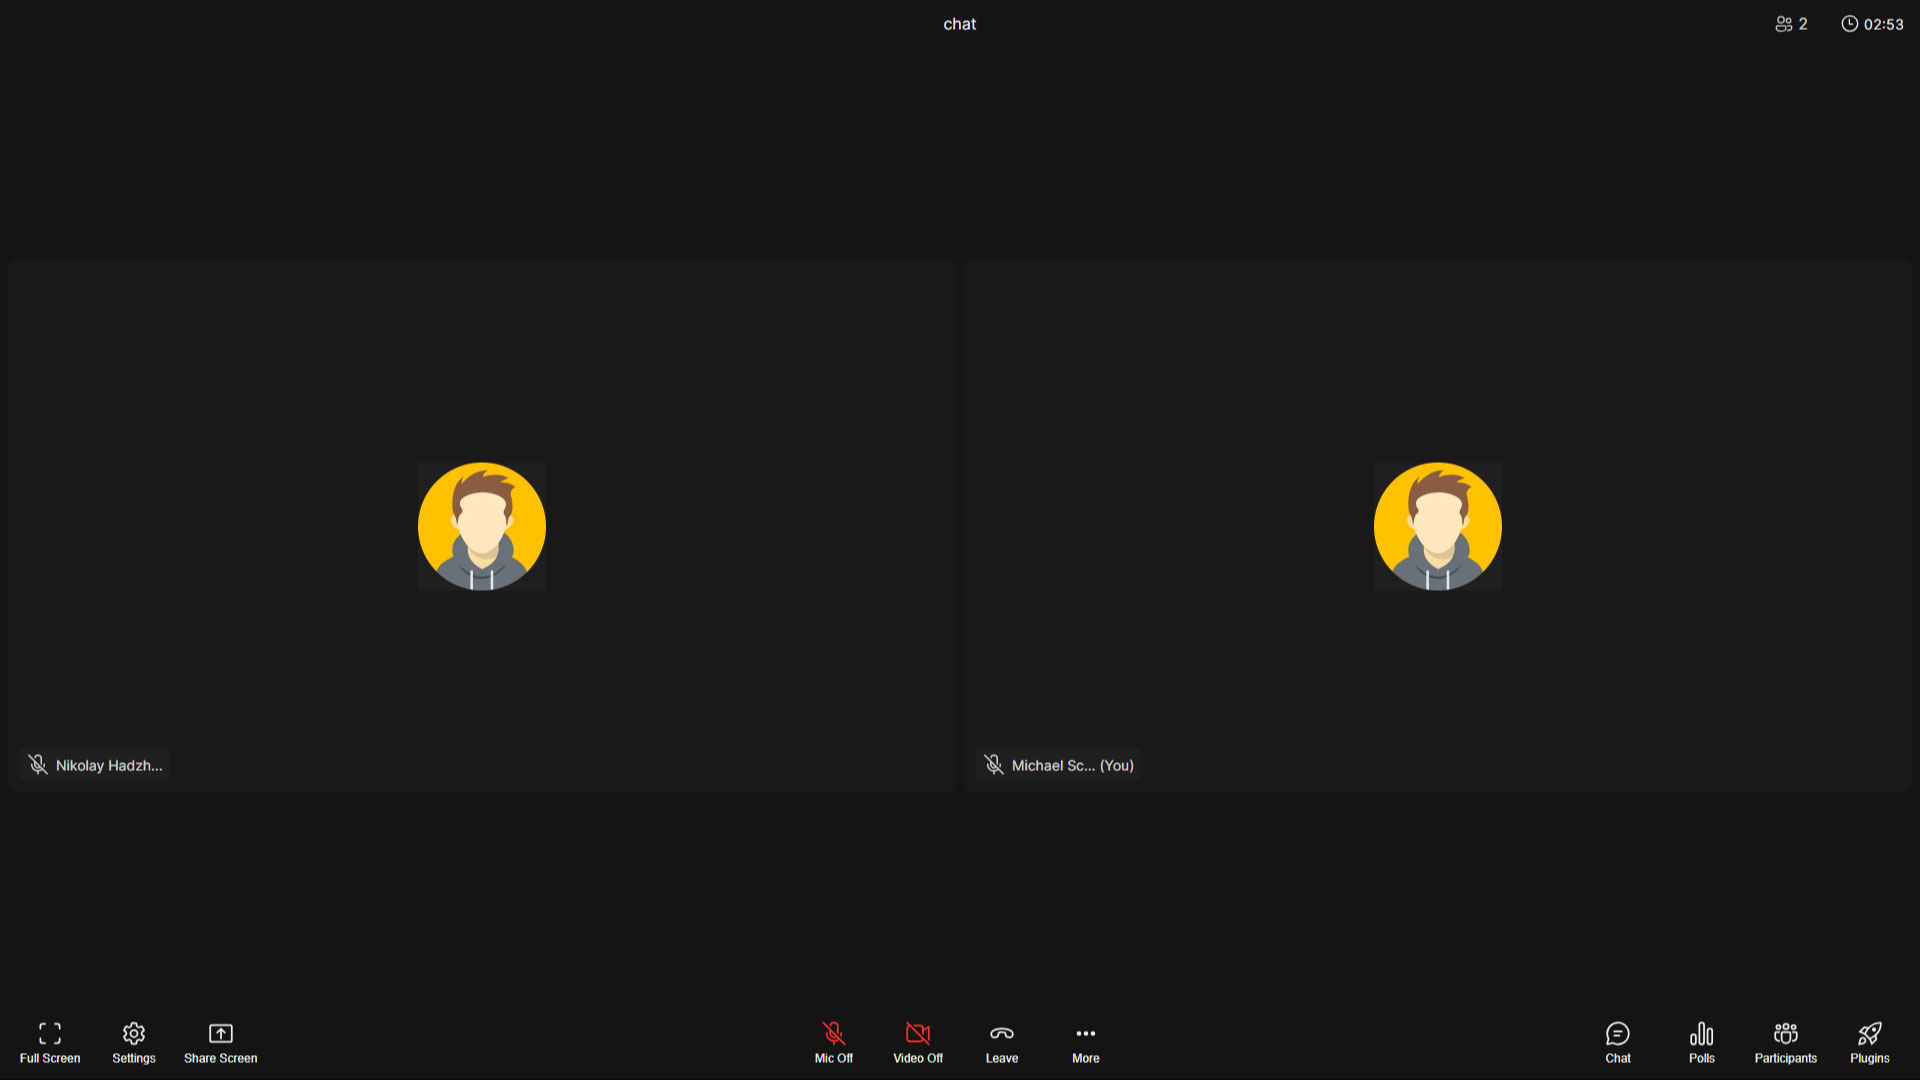 chat
2
02:53
Nikolay Hadzh...
Michael Sc... (You)
Full Screen
Settings
Share Screen
Mic Off
Video Off
Leave
More
Chat
Polls
Participants
Plugins